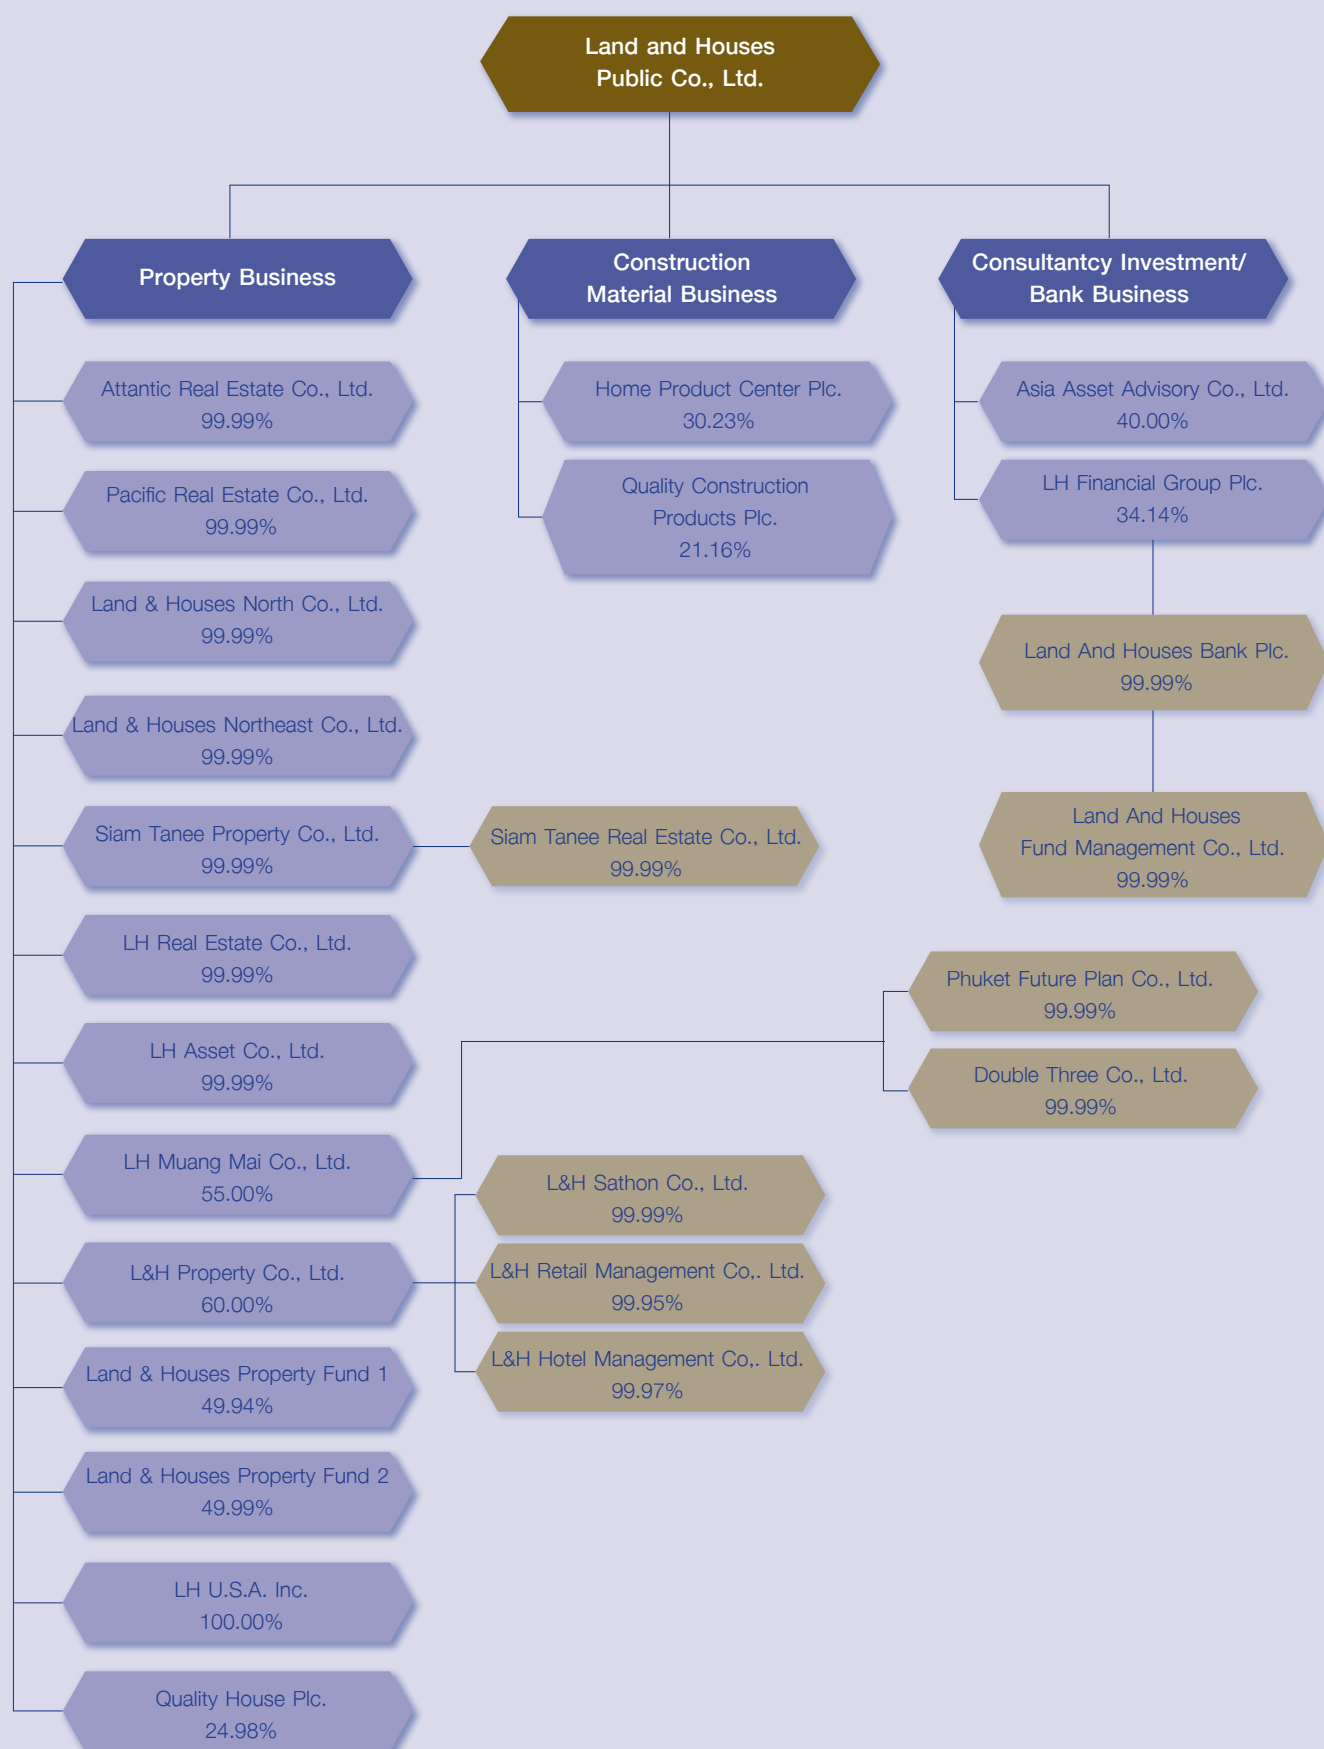 Land and Houses
Public Co., Ltd.
Property Business
Construction
Material Business
Consultancy Investment/
Bank Business
Attantic Real Estate Co., Ltd.
99.99%
Home Product Center Plc.
30.23%
Asia Asset Advisory Co., Ltd.
40.00%
Pacific Real Estate Co., Ltd.
99.99%
Quality Construction
Products Plc.
21.16%
LH Financial Group Plc.
34.14%
Land & Houses North Co., Ltd.
99.99%
Land And Houses Bank Plc.
99.99%
Land & Houses Northeast Co., Ltd.
99.99%
Siam Tanee Property Co., Ltd.
99.99%
Siam Tanee Real Estate Co., Ltd.
99.99%
Land And Houses
Fund Management Co., Ltd.
99.99%
LH Real Estate Co., Ltd.
99.99%
Phuket Future Plan Co., Ltd.
99.99%
LH Asset Co., Ltd.
99.99%
Double Three Co., Ltd.
99.99%
LH Muang Mai Co., Ltd.
55.00%
L&H Sathon Co., Ltd.
99.99%
L&H Property Co., Ltd.
60.00%
L&H Retail Management Co,. Ltd.
99.95%
L&H Hotel Management Co,. Ltd.
99.97%
Land & Houses Property Fund 1
49.94%
Land & Houses Property Fund 2
49.99%
LH U.S.A. Inc.
100.00%
Quality House Plc.
24.98%